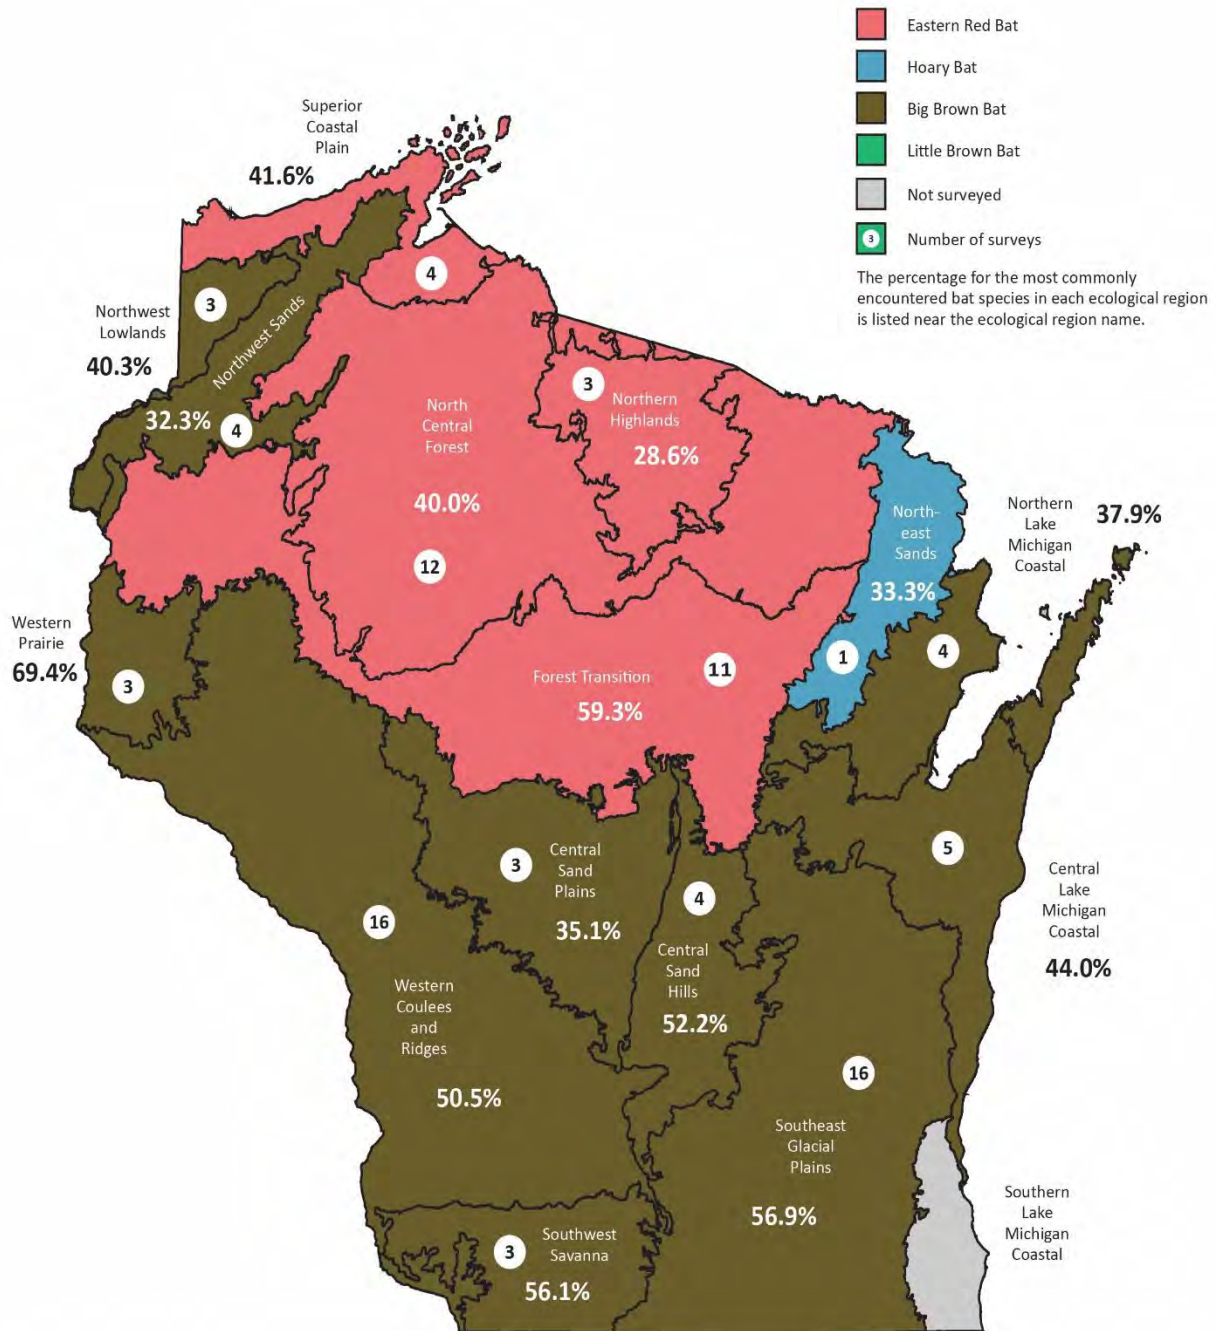 Eastern Red Bat
Hoary Bat
Big Brown Bat
Little Brown Bat
Not surveyed
3 Number of surveys
The percentage for the most commonly
encountered bat species in each ecological region
is listed near the ecological region name.
Superior
Coastal
Plain
41.6%
4
Northwest
Lowlands
40.3%
3
Northwest Sands
32.3%
4
North
Central
Forest
40.0%
12
3
Northern
Highlands
28.6%
North-
east
Sands
33.3%
1
Northern
Lake
Michigan
Coastal
37.9%
4
Western
Prairie
69.4%
3
Forest Transition
59.3%
11
3
Central
Sand
Plains
35.1%
4
Central
Sand
Hills
52.2%
5
Central
Lake
Michigan
Coastal
44.0%
16
Western
Coulees
and
Ridges
50.5%
16
Southeast
Glacial
Plains
56.9%
Southern
Lake
Michigan
Coastal
3
Southwest
Savanna
56.1%